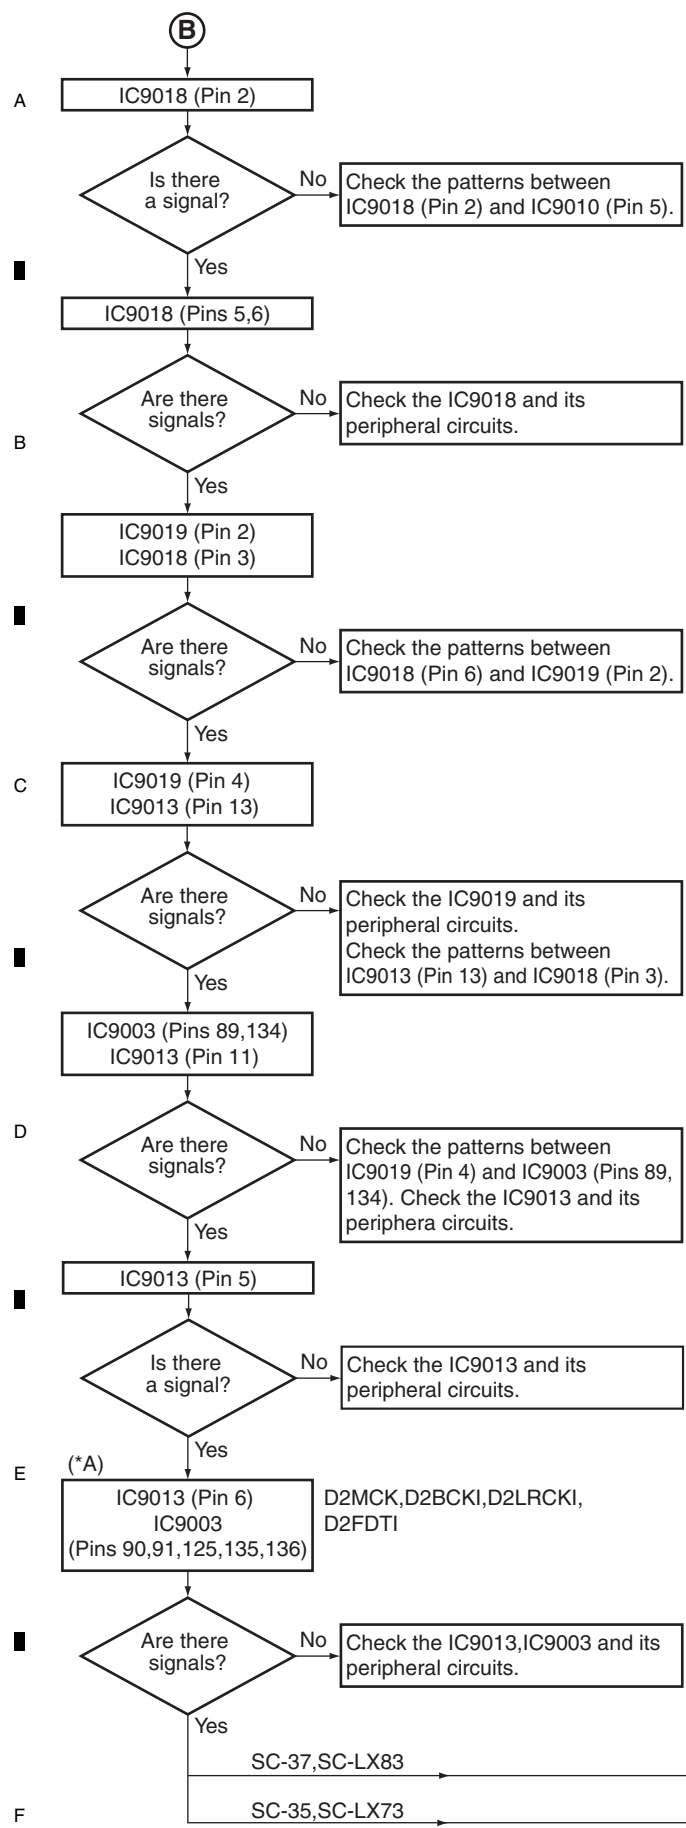 B
A
IC9018 (Pin 2)
Is there
a signal?
No
Check the patterns between
IC9018 (Pin 2) and IC9010 (Pin 5).
Yes
IC9018 (Pins 5,6)
B
Are there
signals?
No
Check the IC9018 and its
peripheral circuits.
Yes
IC9019 (Pin 2)
IC9018 (Pin 3)
Are there
signals?
No
Check the patterns between
IC9018 (Pin 6) and IC9019 (Pin 2).
Yes
C
IC9019 (Pin 4)
IC9013 (Pin 13)
Are there
signals?
No
Check the IC9019 and its
peripheral circuits.
Check the patterns between
IC9013 (Pin 13) and IC9018 (Pin 3).
Yes
IC9003 (Pins 89,134)
IC9013 (Pin 11)
D
Are there
signals?
No
Check the patterns between
IC9019 (Pin 4) and IC9003 (Pins 89,
134). Check the IC9013 and its
periphera circuits.
Yes
IC9013 (Pin 5)
Is there
a signal?
No
Check the IC9013 and its
peripheral circuits.
Yes
(*A)
E
IC9013 (Pin 6)
IC9003
(Pins 90,91,125,135,136)
D2MCK,D2BCKI,D2LRCKI,
D2FDTI
Are there
signals?
No
Check the IC9013,IC9003 and its
peripheral circuits.
Yes
SC-37,SC-LX83
F
SC-35,SC-LX73